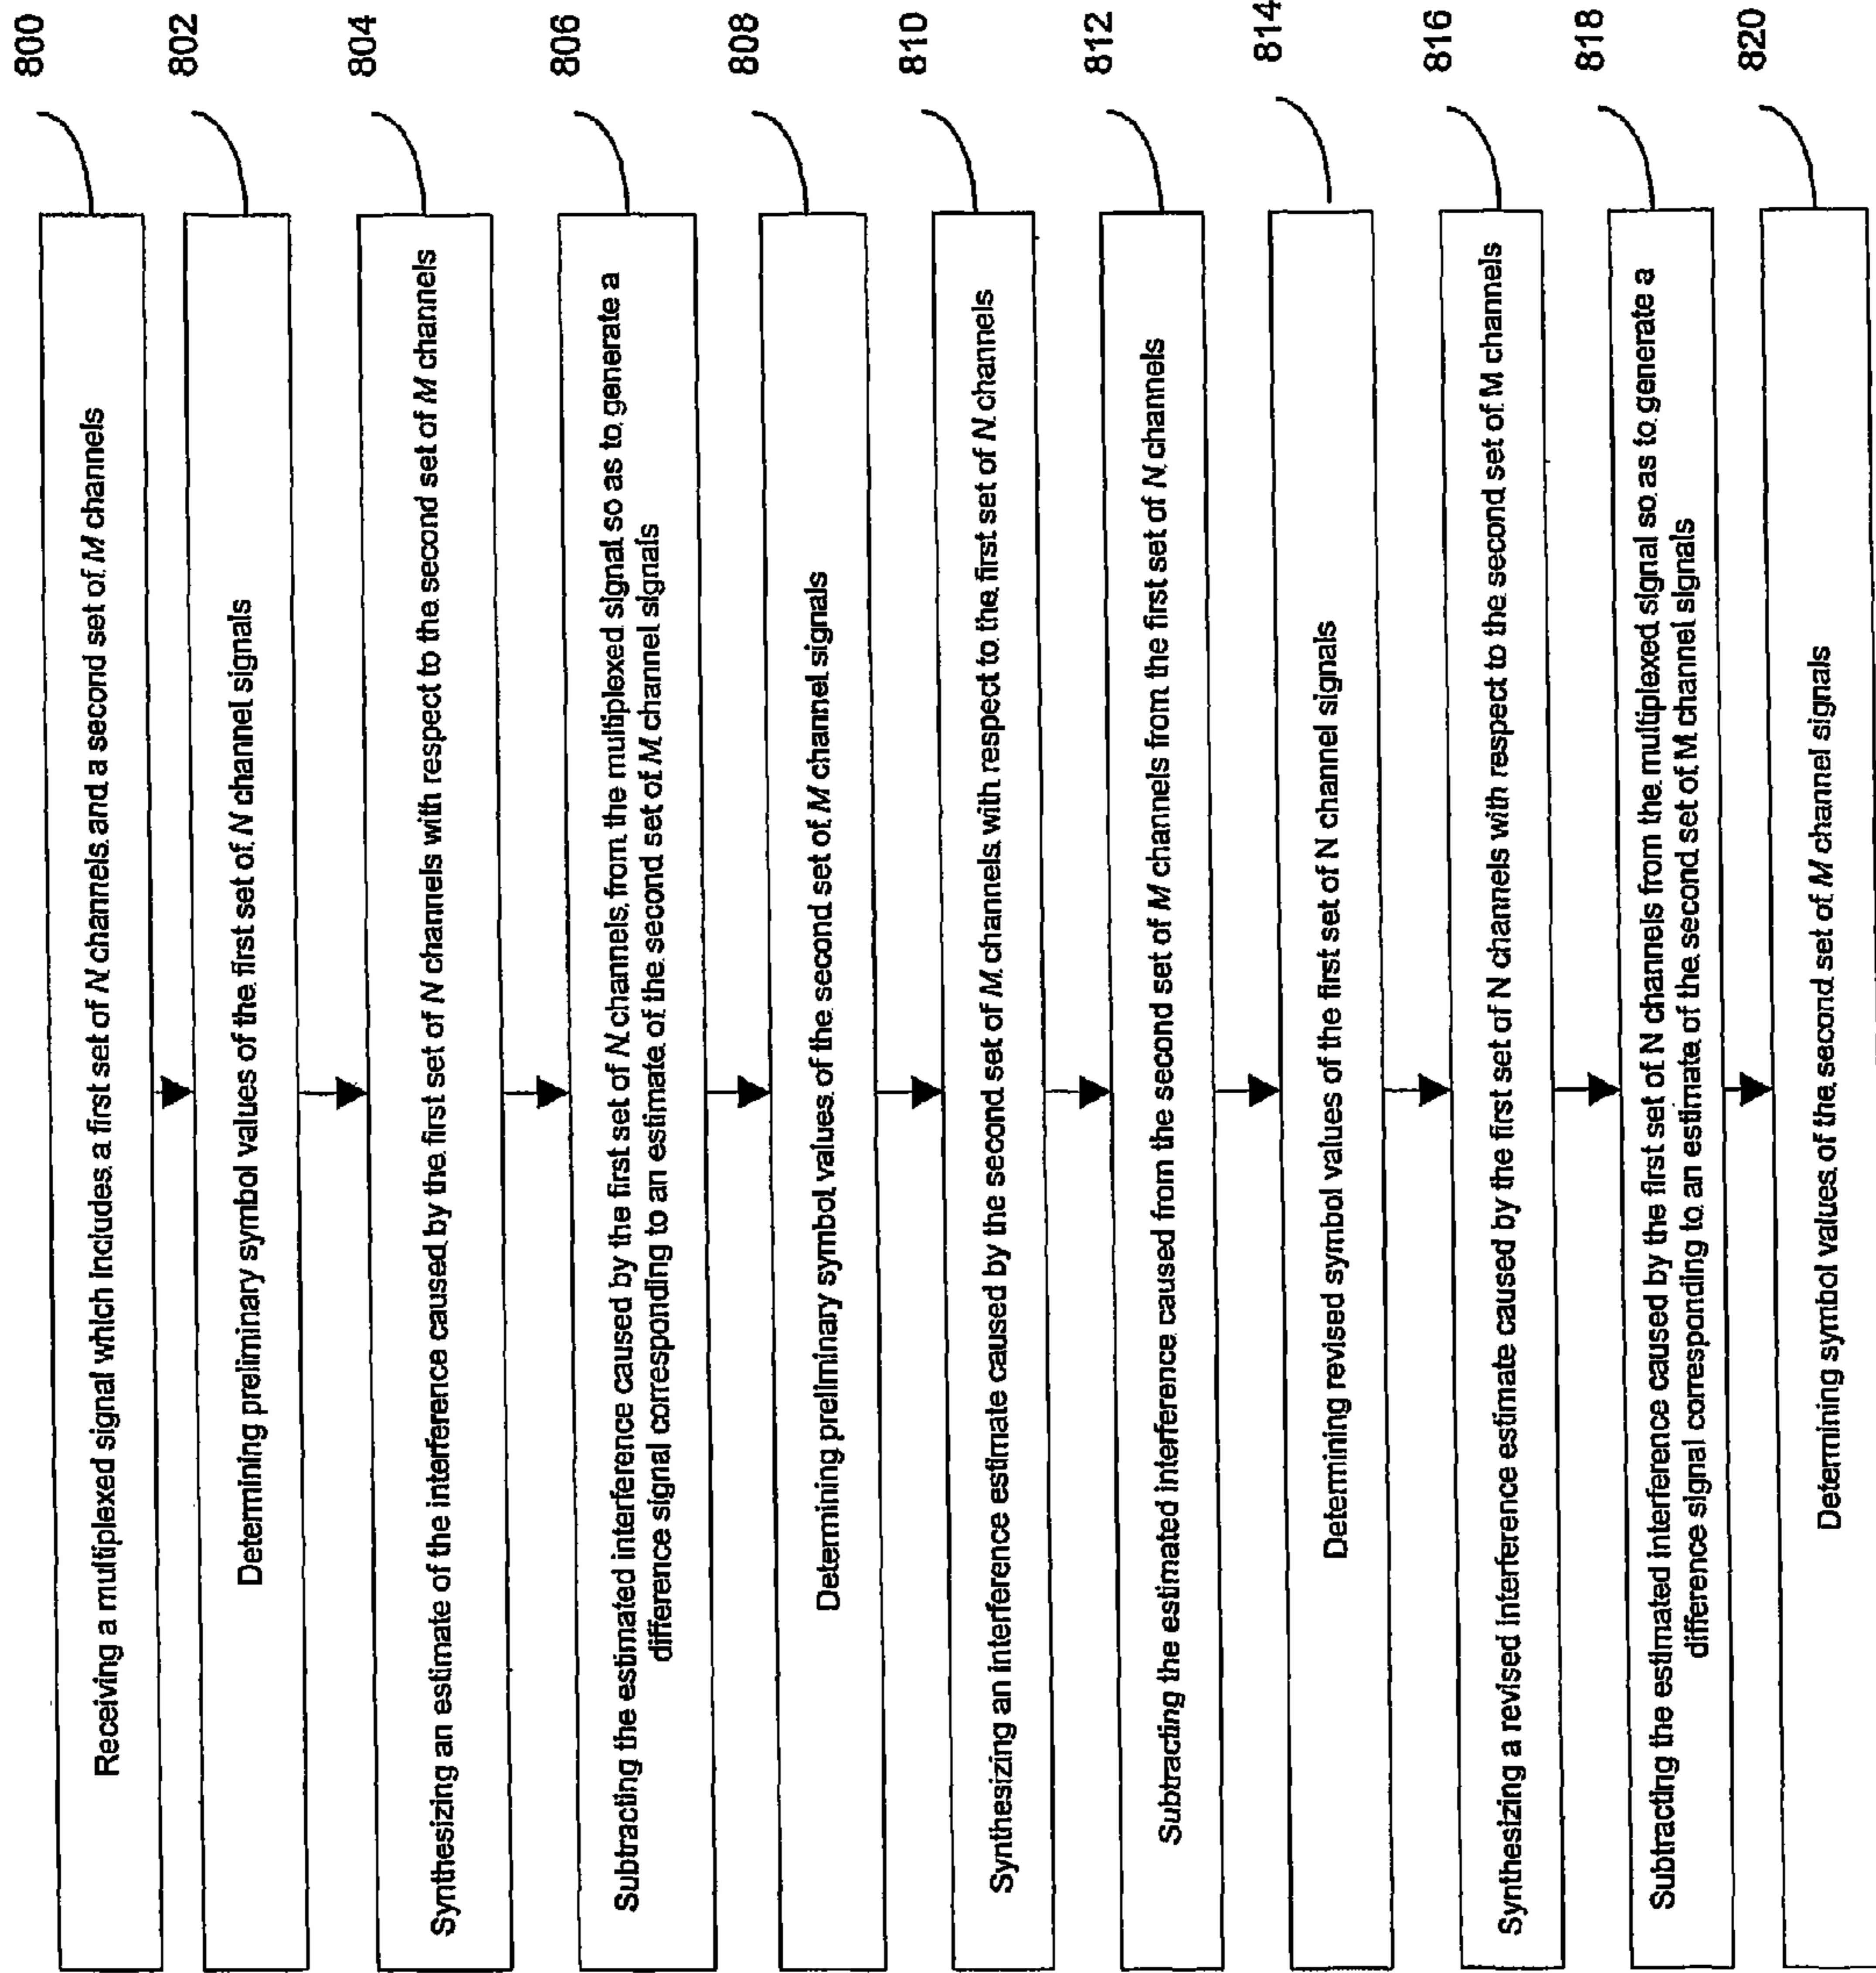 800
Receiving a multiplexed signal which includes a first set of N channels and a second set of M channels
802
Determining preliminary symbol values of the first set of N channel signals
804
Synthesizing an estimate of the interference caused by the first set of N channels with respect to the second set of M channels
806
Subtracting the estimated interference caused by the first set of N channels from the multiplexed signal so as to generate a
difference signal corresponding to an estimate of the second set of M channel signals
808
Determining preliminary symbol values of the second set of M channel signals
810
Synthesizing an interference estimate caused by the second set of M channels with respect to the first set of N channels
812
Subtracting the estimated interference caused from the second set of M channels from the first set of N channels
814
Determining revised symbol values of the first set of N channel signals
816
Synthesizing a revised interference estimate caused by the first set of N channels with respect to the second set of M channels
818
Subtracting the estimated interference caused by the first set of N channels from the multiplexed signal so as to generate a
difference signal corresponding to an estimate of the second set of M channel signals
820
Determining symbol values of the second set of M channel signals